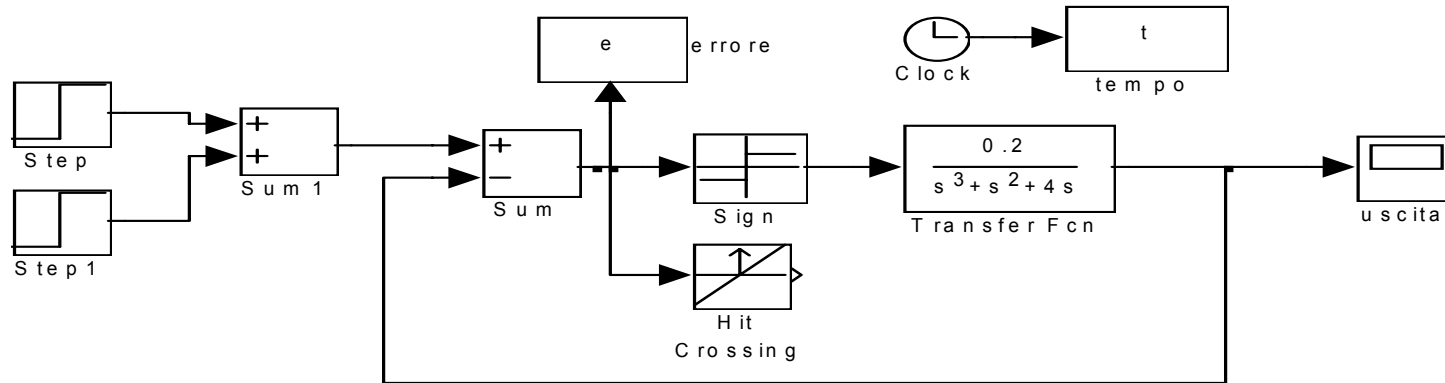 e
errore
t
Clock
tempo
Step
+
+
Sum1
Step1
+
−
Sum
Sign
0.2
s³+s²+4s
Transfer Fcn
uscita
Hit
Crossing